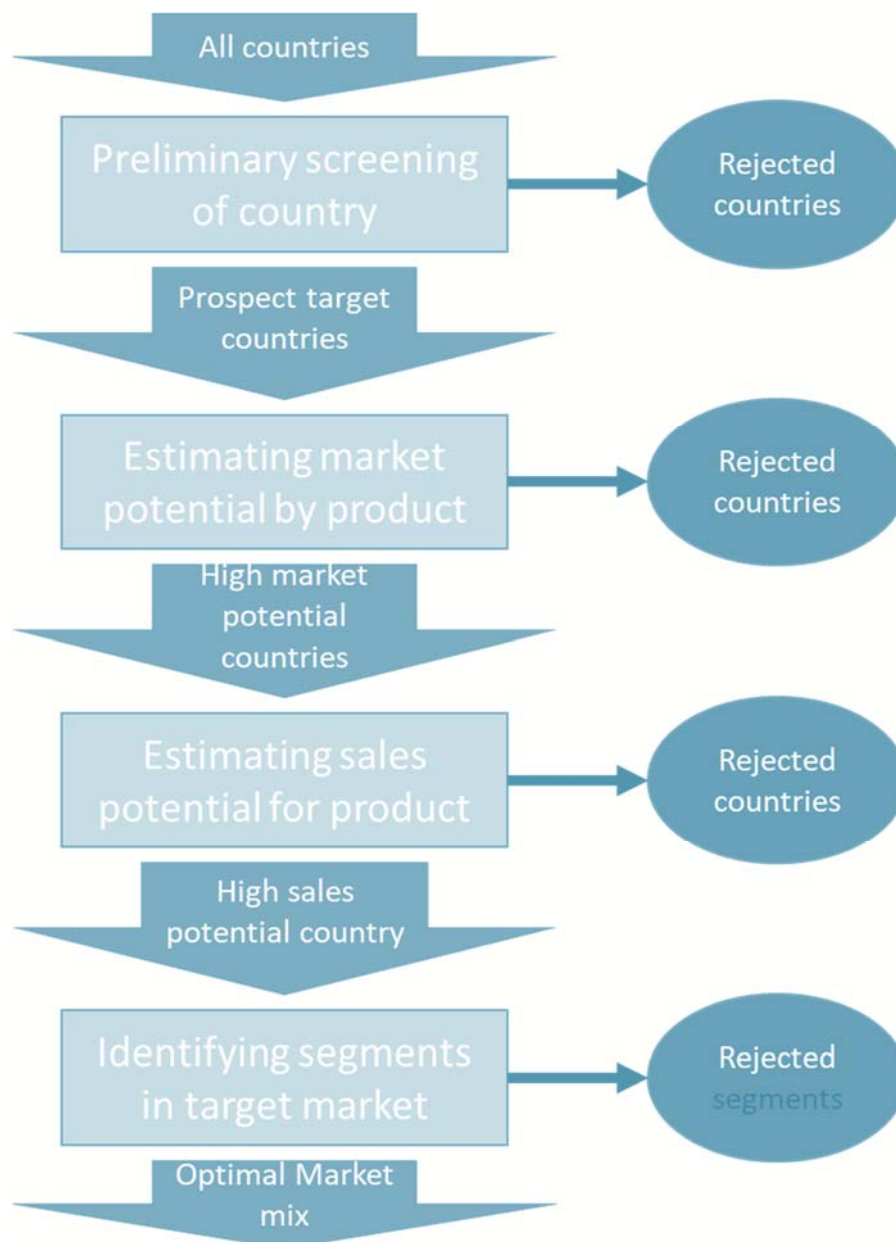 All countries
Preliminary screening
of country
Rejected
countries
Prospect target
countries
Estimating market
potential by product
Rejected
countries
High market
potential
countries
Estimating sales
potential for product
Rejected
countries
High sales
potential country
Identifying segments
in target market
Rejected
segments
Optimal Market
mix